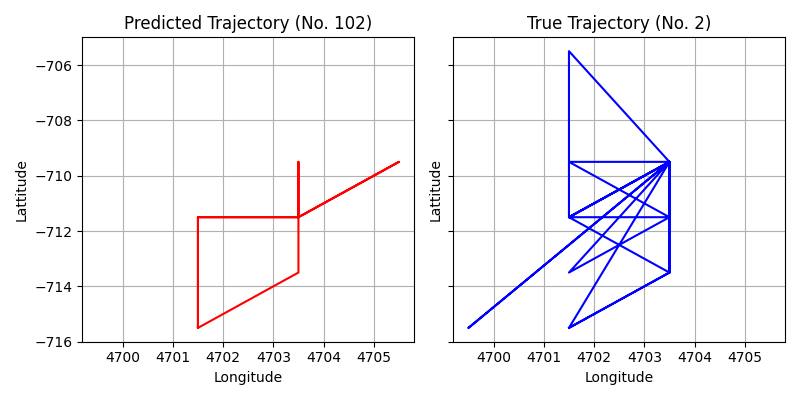 Predicted Trajectory (No. 102)
True Trajectory (No. 2)
−706
−708
−710
−712
−714
−716
Lattitude
Lattitude
4700 4701 4702 4703 4704 4705
4700 4701 4702 4703 4704 4705
Longitude
Longitude